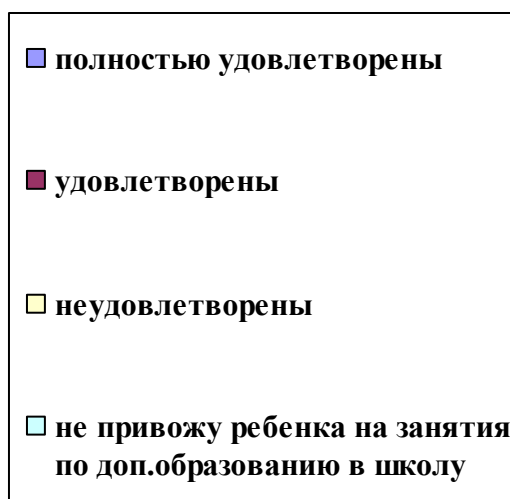 полностью удовлетворены
удовлетворены
неудовлетворены
не привожу ребенка на занятия
по доп.образованию в школу